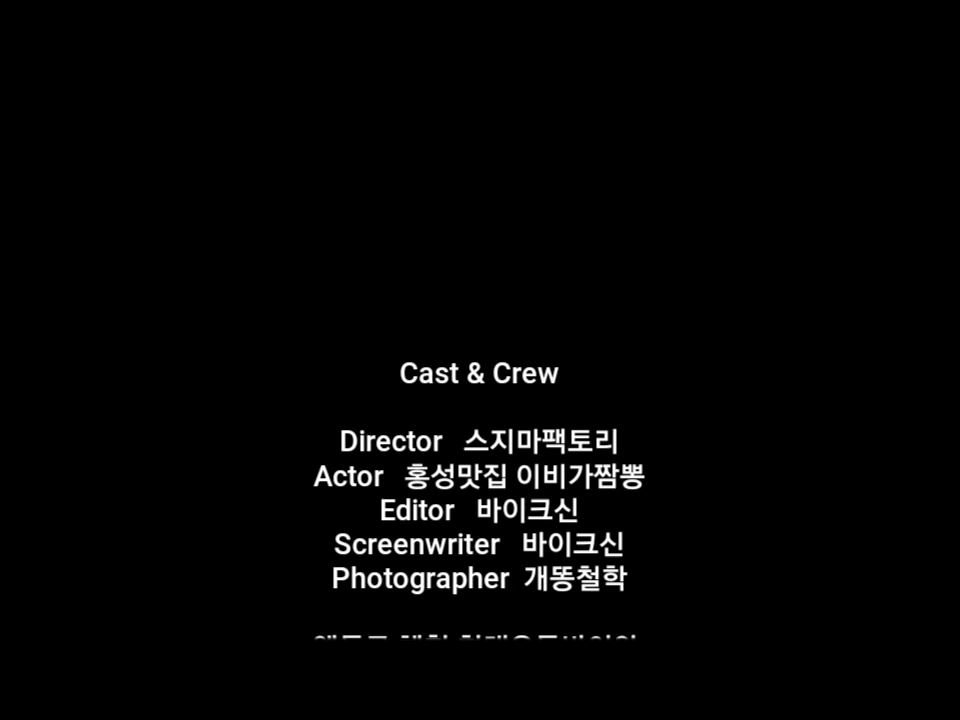 Cast & Crew
Director 스지마팩토리
Actor 홍성맛집 이비가짬뽕
Editor 바이크신
Screenwriter 바이크신
Photographer 개똥철학